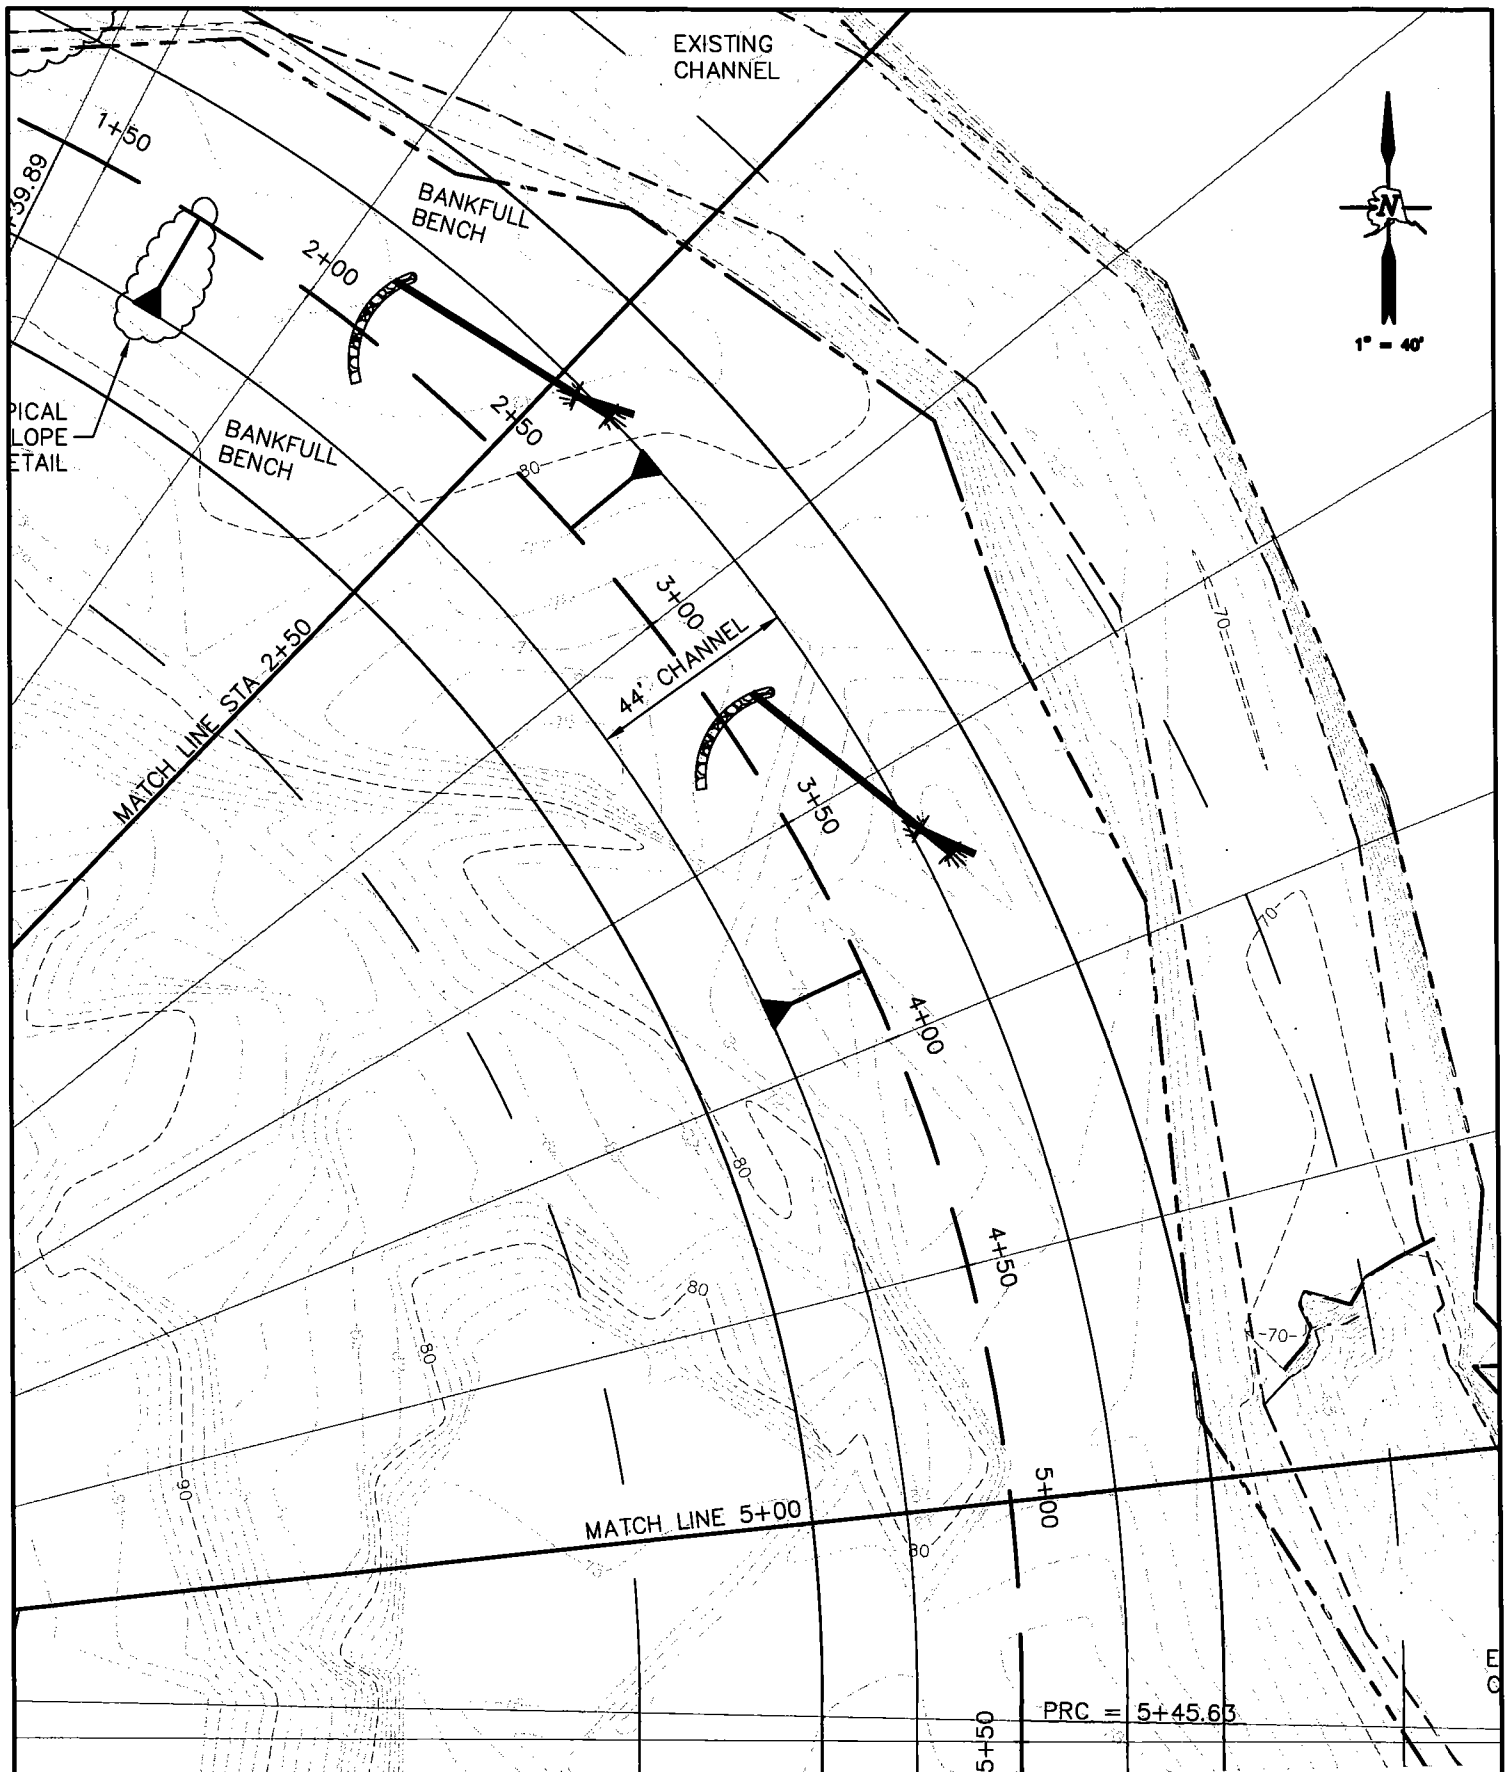 EXISTING
CHANNEL
1+50
39.89
2+00
BANKFULL
BENCH
N
1" = 40'
PICAL
LOPE
ETAIL
BANKFULL
BENCH
2+50
80
3+00
44' CHANNEL
70
MATCH LINE STA 2+50
3+50
70
4+00
80
4+50
80
70
80
90
5+00
MATCH LINE 5+00
80
5+50
PRC = 5+45.63